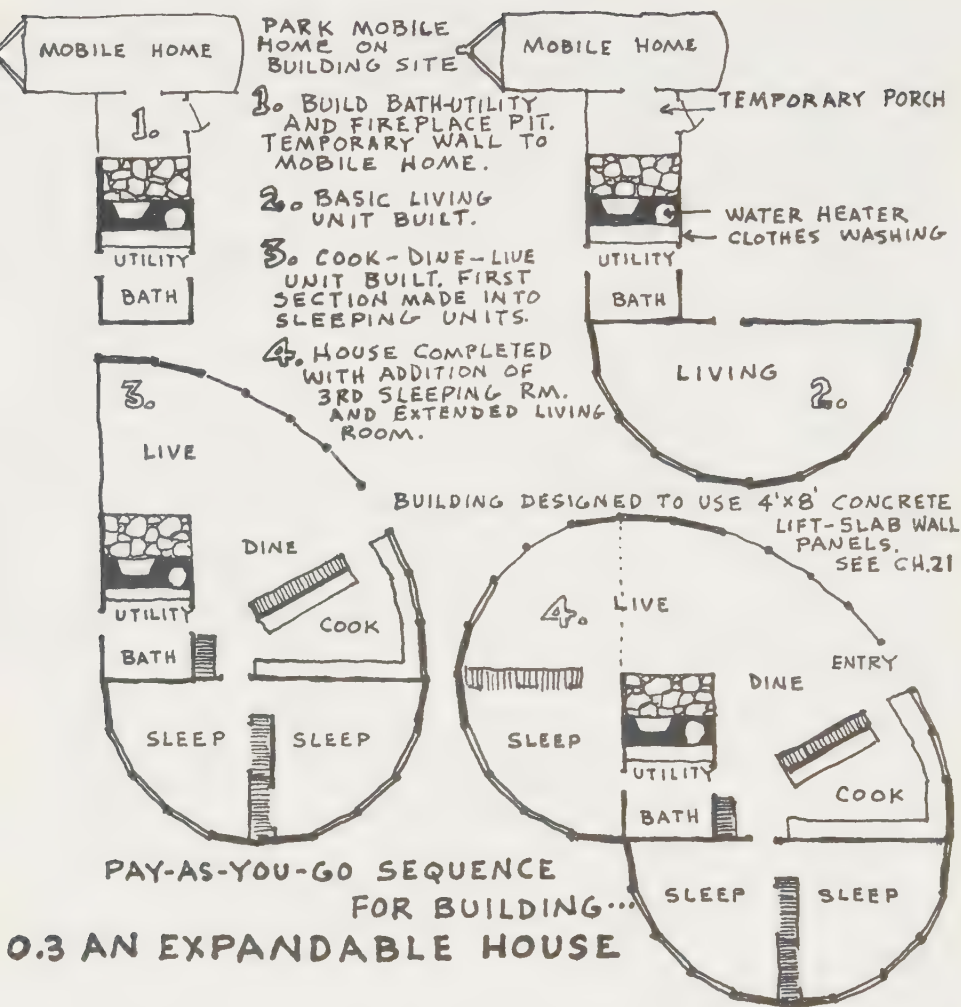 MOBILE HOME
1.
UTILITY
BATH
PARK MOBILE
HOME ON
BUILDING SITE
1. BUILD BATH-UTILITY
AND FIREPLACE PIT.
TEMPORARY WALL TO
MOBILE HOME.
2. BASIC LIVING
UNIT BUILT.
3. COOK-DINE-LIVE
UNIT BUILT. FIRST
SECTION MADE INTO
SLEEPING UNITS.
4. HOUSE COMPLETED
WITH ADDITION OF
3RD SLEEPING RM.
AND EXTENDED LIVING
ROOM.
MOBILE HOME
TEMPORARY PORCH
WATER HEATER
CLOTHES WASHING
UTILITY
BATH
LIVING
2.
3.
LIVE
DINE
UTILITY
COOK
BATH
SLEEP SLEEP
BUILDING DESIGNED TO USE 4'X8' CONCRETE
LIFT-SLAB WALL
PANELS.
SEE CH.21
4. LIVE
ENTRY
DINE
SLEEP
UTILITY
COOK
BATH
SLEEP SLEEP
PAY-AS-YOU-GO SEQUENCE
FOR BUILDING...
0.3 AN EXPANDABLE HOUSE